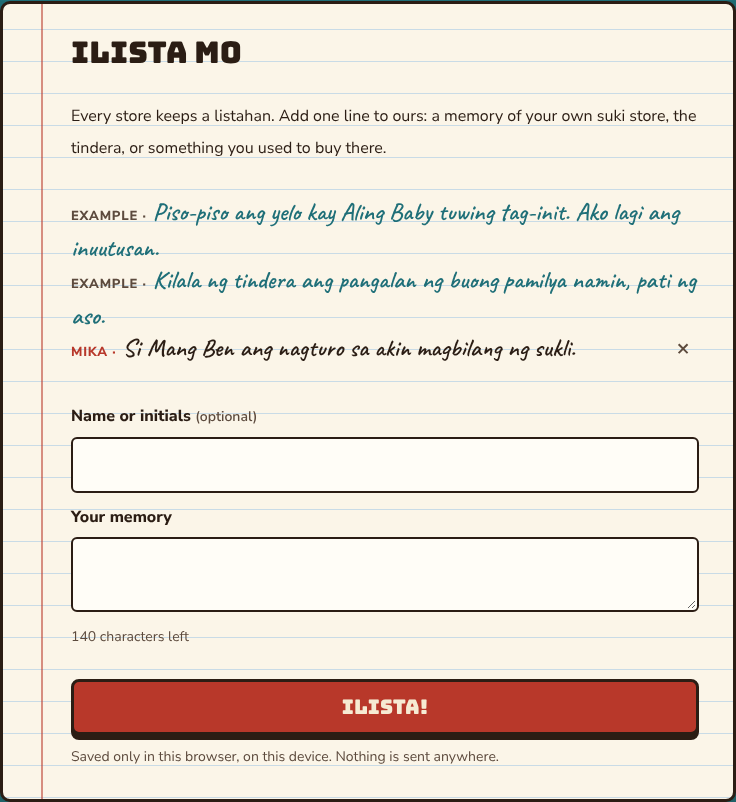 ILISTA MO
Every store keeps a listahan. Add one line to ours: a memory of your own suki store, the
tindera, or something you used to buy there.
EXAMPLE · Piso-piso ang yelo kay Aling Baby tuwing tag-init. Ako lagi ang
inuutusan.
EXAMPLE · Kilala ng tindera ang pangalan ng buong pamilya namin, pati ng
aso.
MIKA · Si Mang Ben ang nagturo sa akin magbilang ng sukli. ×
Name or initials (optional)
Your memory
140 characters left
ILISTA!
Saved only in this browser, on this device. Nothing is sent anywhere.